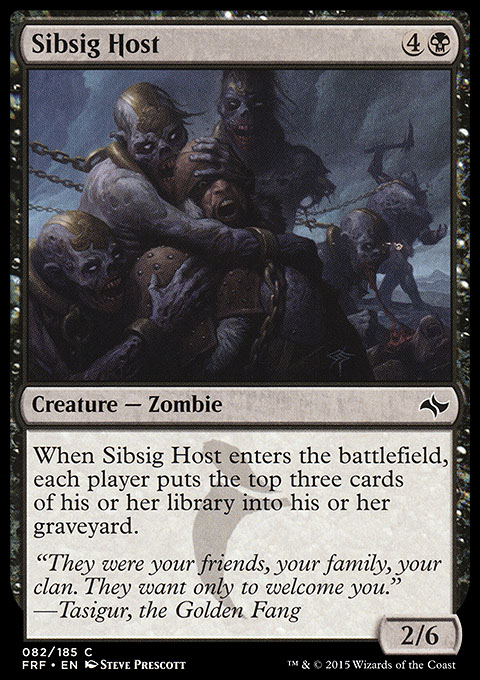 Sibsig Host 4
Creature — Zombie
When Sibsig Host enters the battlefield,
each player puts the top three cards
of his or her library into his or her
graveyard.
“They were your friends, your family, your
clan. They want only to welcome you.”
—Tasigur, the Golden Fang
2/6
082/185 C
FRF • EN Steve Prescott
™ & © 2015 Wizards of the Coast